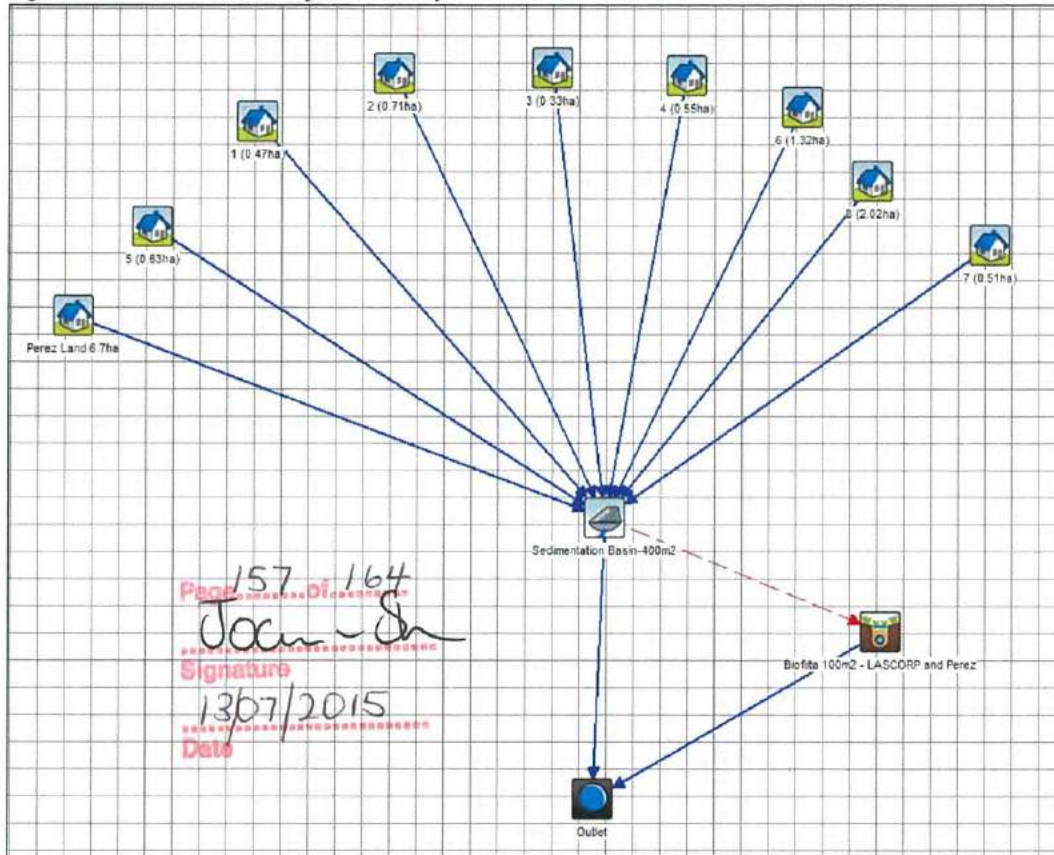 2 (0.71ha)
3 (0.33ha)
4 (0.55ha)
1 (0.47ha)
6 (1.32ha)
8 (2.02ha)
5 (0.63ha)
7 (0.51ha)
Perez Land 6.7ha
Sedimentation Basin-400m2
Page 157 of 164
Signature
13/07/2015
Date
Biofilta 100m2 - LASCORP and Perez
Outlet